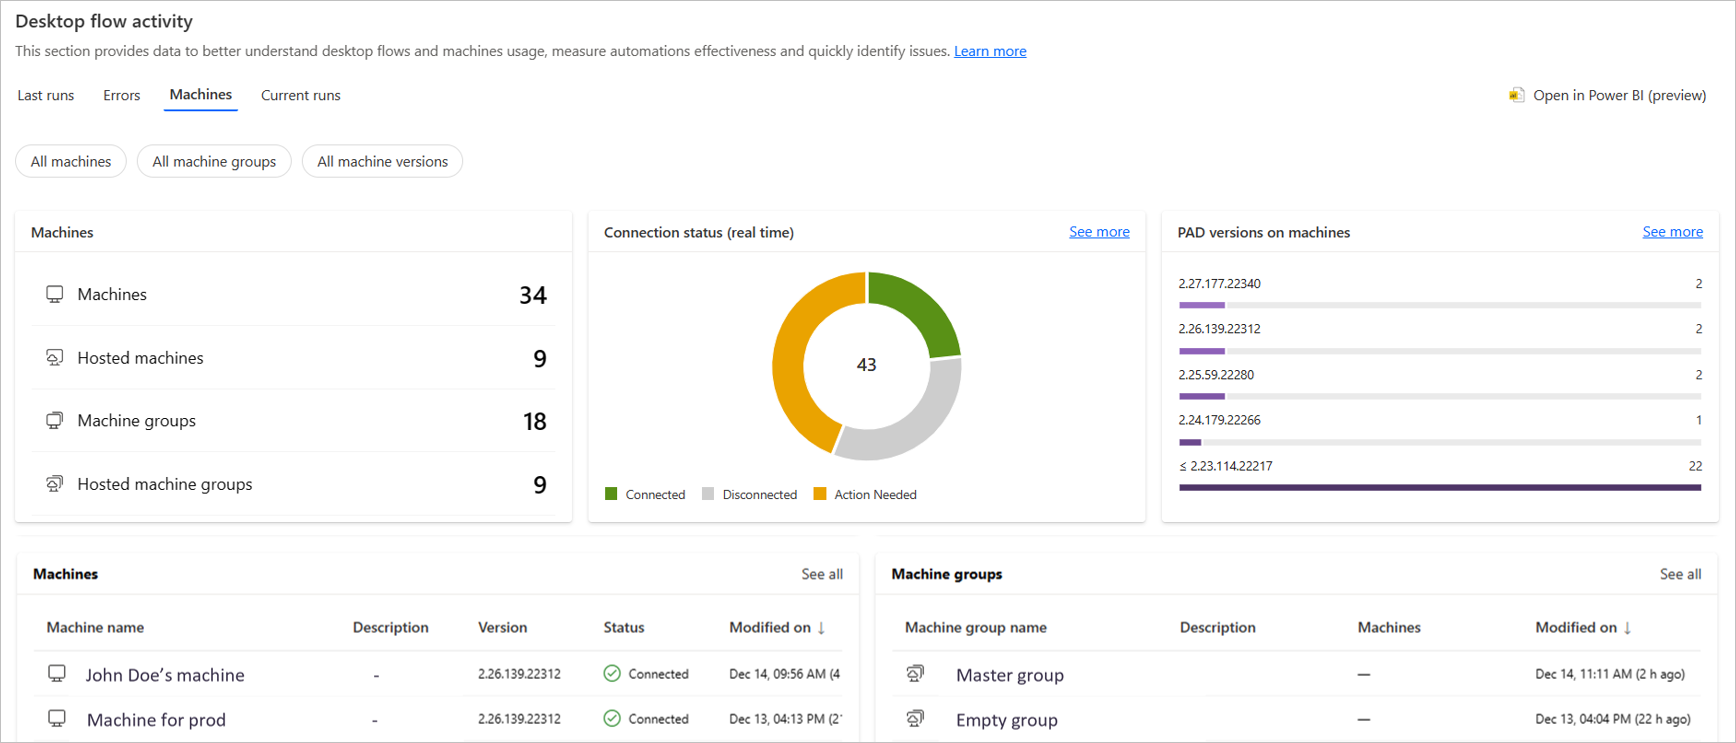 Desktop flow activity
This section provides data to better understand desktop flows and machines usage, measure automations effectiveness and quickly identify issues. Learn more
Last runs Errors Machines Current runs Open in Power BI (preview)
All machines All machine groups All machine versions
Machines
Machines 34
Hosted machines 9
Machine groups 18
Hosted machine groups 9
Connection status (real time) See more
43
Connected Disconnected Action Needed
PAD versions on machines See more
2.27.177.22340 2
2.26.139.22312 2
2.25.59.22280 2
2.24.179.22266 1
≤ 2.23.114.22217 22
Machines See all
Machine name Description Version Status Modified on ↓
John Doe’s machine - 2.26.139.22312 Connected Dec 14, 09:56 AM (4
Machine for prod - 2.26.139.22312 Connected Dec 13, 04:13 PM (2
Machine groups See all
Machine group name Description Machines Modified on ↓
Master group — Dec 14, 11:11 AM (2 h ago)
Empty group — Dec 13, 04:04 PM (22 h ago)